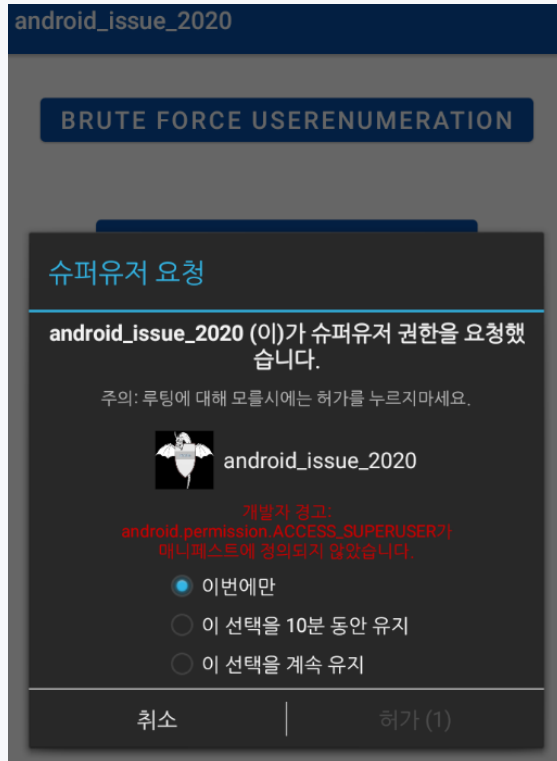 android_issue_2020
BRUTE FORCE USERENUMERATION
슈퍼유저 요청
android_issue_2020 (이)가 슈퍼유저 권한을 요청했
습니다.
주의: 루팅에 대해 모를시에는 허가를 누르지마세요.
android_issue_2020
개발자 경고:
android.permission.ACCESS_SUPERUSER가
매니페스트에 정의되지 않았습니다.
이번에만
이 선택을 10분 동안 유지
이 선택을 계속 유지
취소
허가 (1)